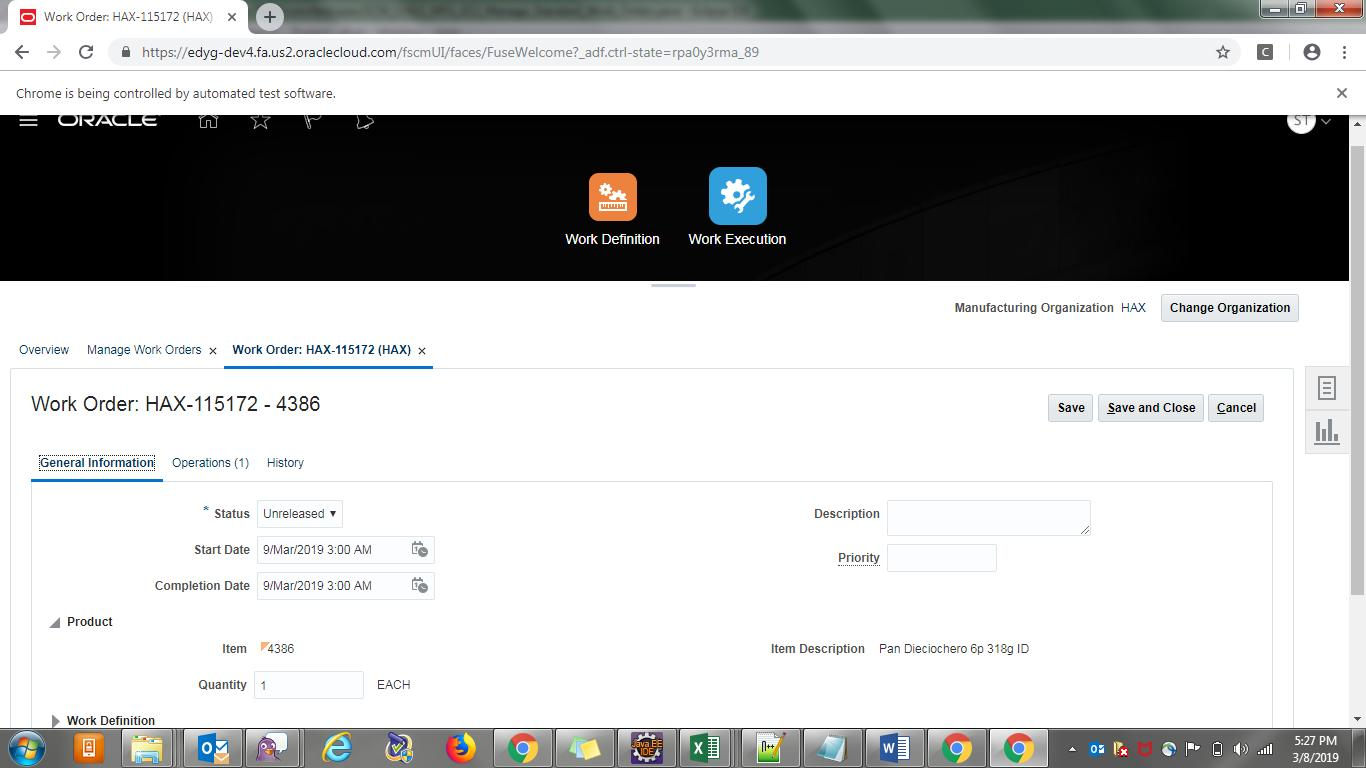 Work Order: HAX-115172 (HAX)
https://edyg-dev4.fa.us2.oraclecloud.com/fscmUI/faces/FuseWelcome?_adf.ctrl-state=rpa0y3rma_89
C
Chrome is being controlled by automated test software.
ORACLE
ST
Work Definition Work Execution
Manufacturing Organization HAX Change Organization
Overview Manage Work Orders Work Order: HAX-115172 (HAX)
Work Order: HAX-115172 - 4386 Save Save and Close Cancel
General Information Operations (1) History
* Status Unreleased Description
Start Date 9/Mar/2019 3:00 AM Priority
Completion Date 9/Mar/2019 3:00 AM
Product
Item 4386 Item Description Pan Dieciochero 6p 318g ID
Quantity 1 EACH
Work Definition
Java EE
IDE
5:27 PM
3/8/2019